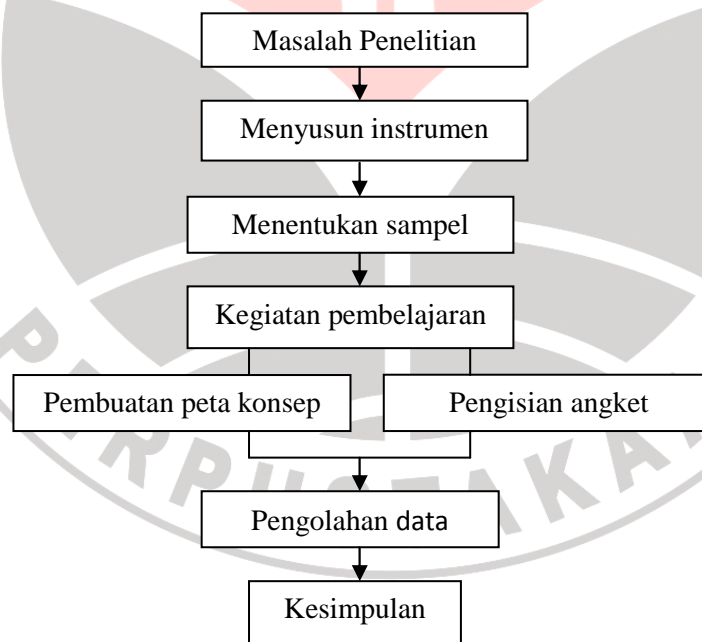 Masalah Penelitian
Menyusun instrumen
Menentukan sampel
Kegiatan pembelajaran
Pembuatan peta konsep
Pengisian angket
Pengolahan data
Kesimpulan